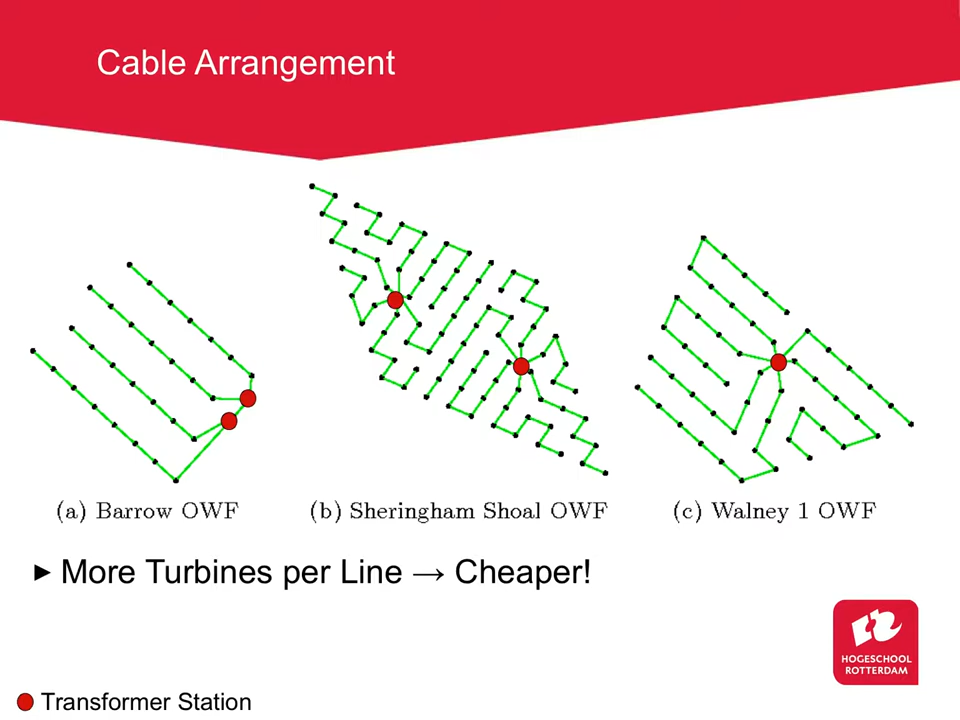 Cable Arrangement
(a) Barrow OWF
(b) Sheringham Shoal OWF
(c) Walney 1 OWF
► More Turbines per Line → Cheaper!
HOGESCHOOL
ROTTERDAM
Transformer Station